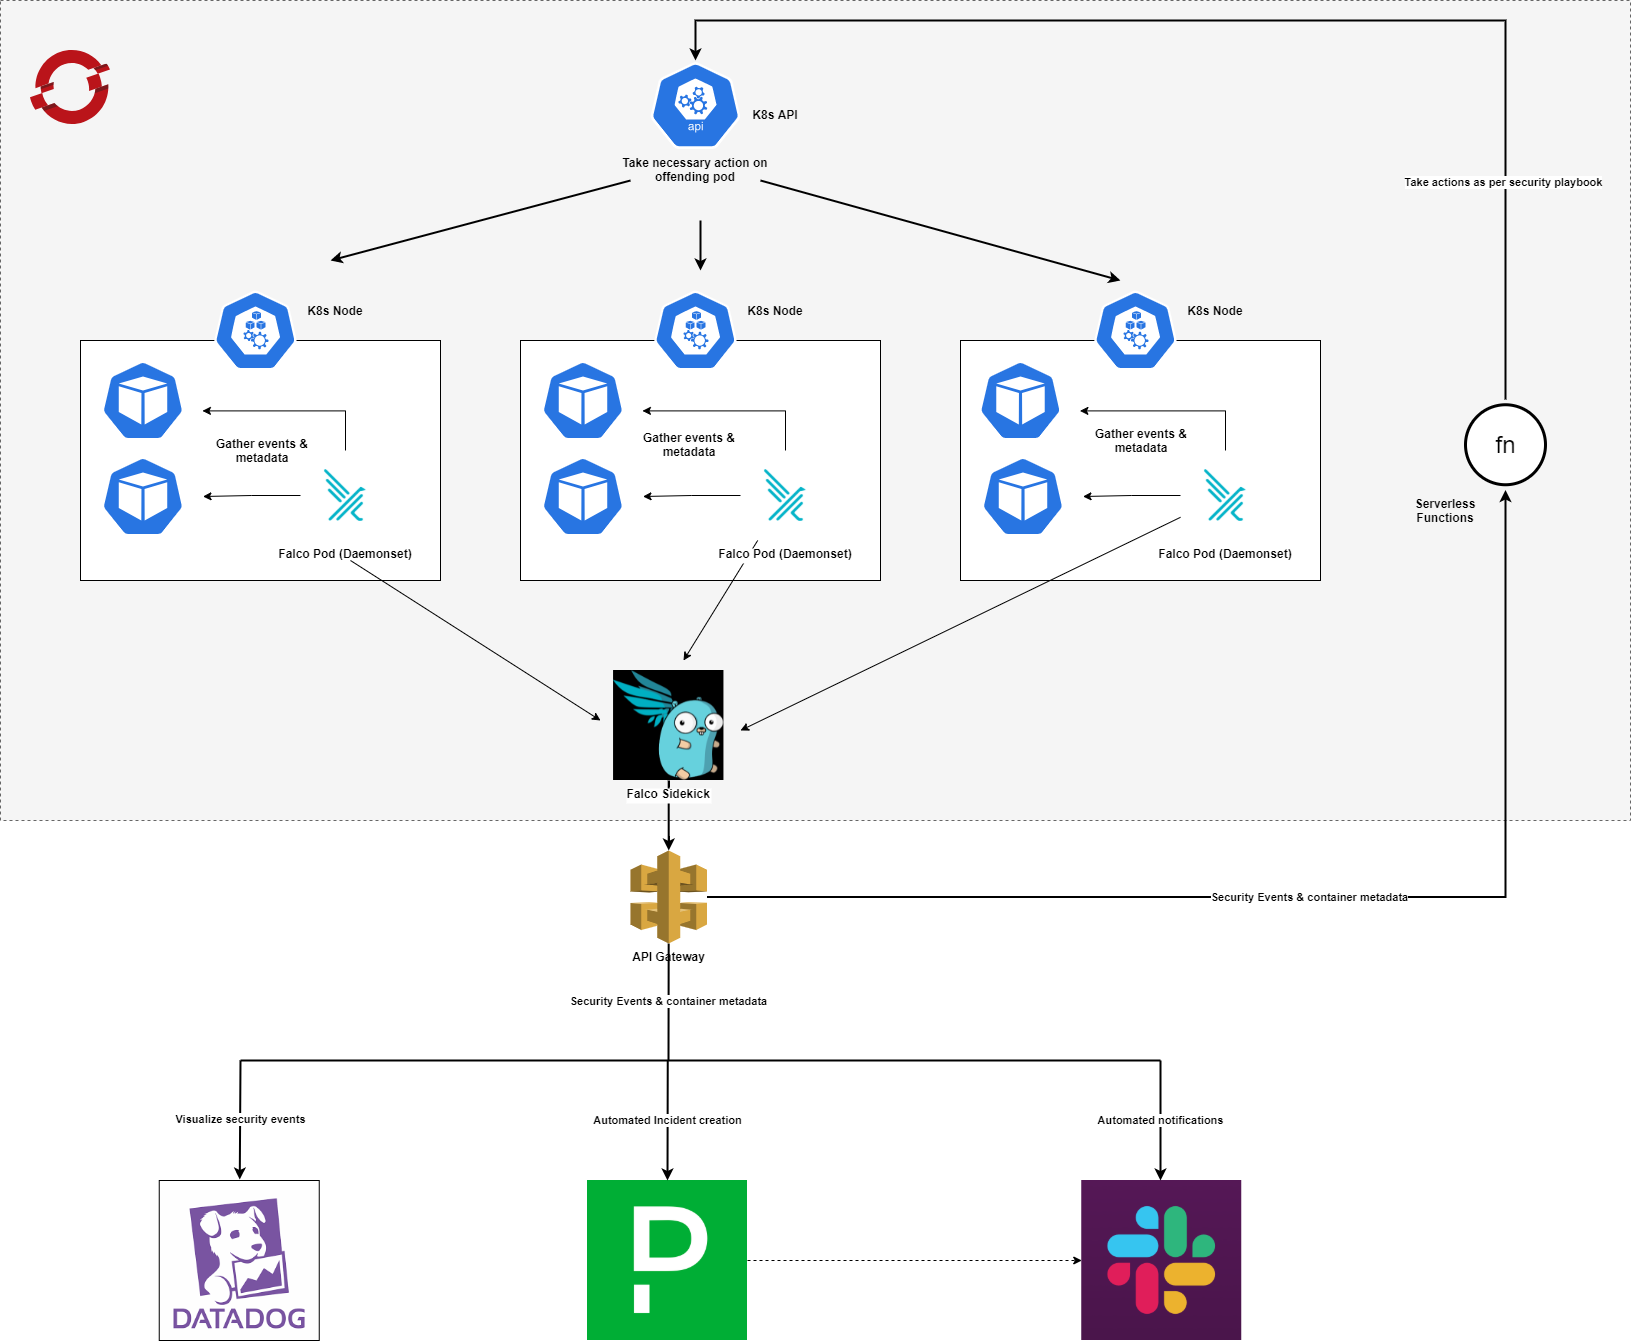 api
K8s API
Take necessary action on
offending pod
Take actions as per security playbook
K8s Node
K8s Node
K8s Node
Gather events &
metadata
Gather events &
metadata
Gather events &
metadata
fn
Serverless
Functions
Falco Pod (Daemonset)
Falco Pod (Daemonset)
Falco Pod (Daemonset)
Falco Sidekick
Security Events & container metadata
API Gateway
Security Events & container metadata
Visualize security events
Automated Incident creation
Automated notifications
DATADOG
P